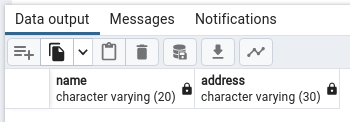 Data output Messages Notifications
name address
character varying (20) character varying (30)